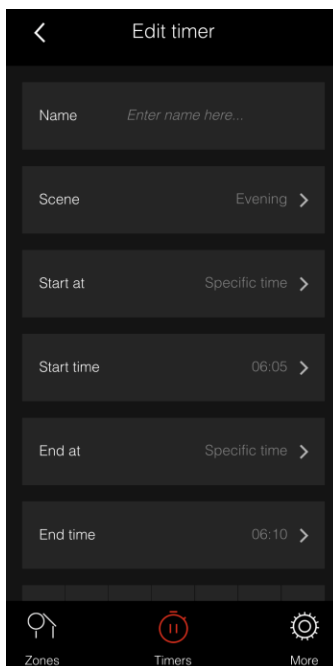 Edit timer
Name Enter name here...
Scene Evening
Start at Specific time
Start time 06:05
End at Specific time
End time 06:10
Zones Timers More